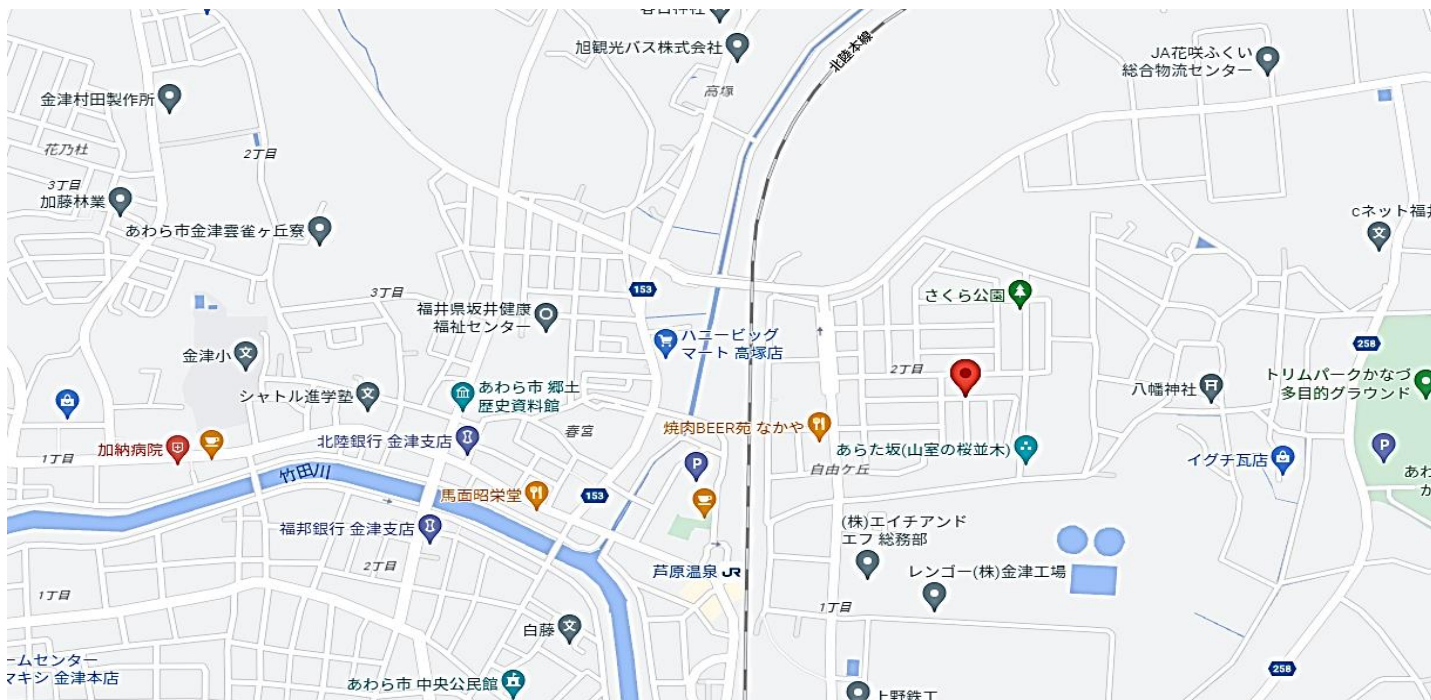 春日神社
旭観光バス株式会社
北陸本線
JA花咲ふくい
総合物流センター
高塚
金津村田製作所
花乃杜
2丁目
3丁目
加藤林業
あわら市金津雲雀ヶ丘寮
cネット福井
3丁目
153
さくら公園
福井県坂井健康
福祉センター
ハニービッグ
マート 高塚店
258
金津小
2丁目
トリムパークかなづ
多目的グラウンド
八幡神社
シャトル進学塾
あわら市 郷土
歴史資料館
焼肉BEER苑 なかや
春宮
北陸銀行 金津支店
加納病院
あらた坂(山室の桜並木)
1丁目
イグチ瓦店
P
P
自由ケ丘
竹田川
あわ
か
馬面昭栄堂
153
福邦銀行 金津支店
(株)エイチアンド
エフ 総務部
2丁目
芦原温泉 JR
レンゴー(株)金津工場
1丁目
1丁目
白藤
ームセンター
マキシ 金津本店
258
あわら市 中央公民館
上野鉄工